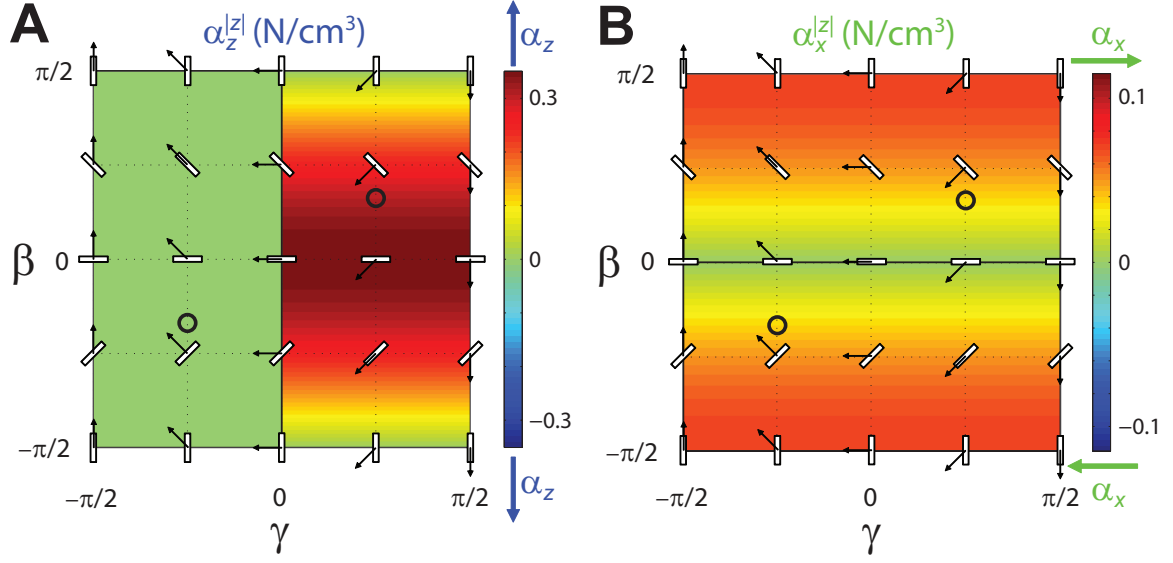 A
α_z^|z| (N/cm³)
α_z
π/2
0.3
β
0
0
−π/2
−0.3
α_z
−π/2
0
π/2
γ
B
α_x^|z| (N/cm³)
α_x
π/2
0.1
β
0
0
−π/2
−0.1
α_x
−π/2
0
π/2
γ